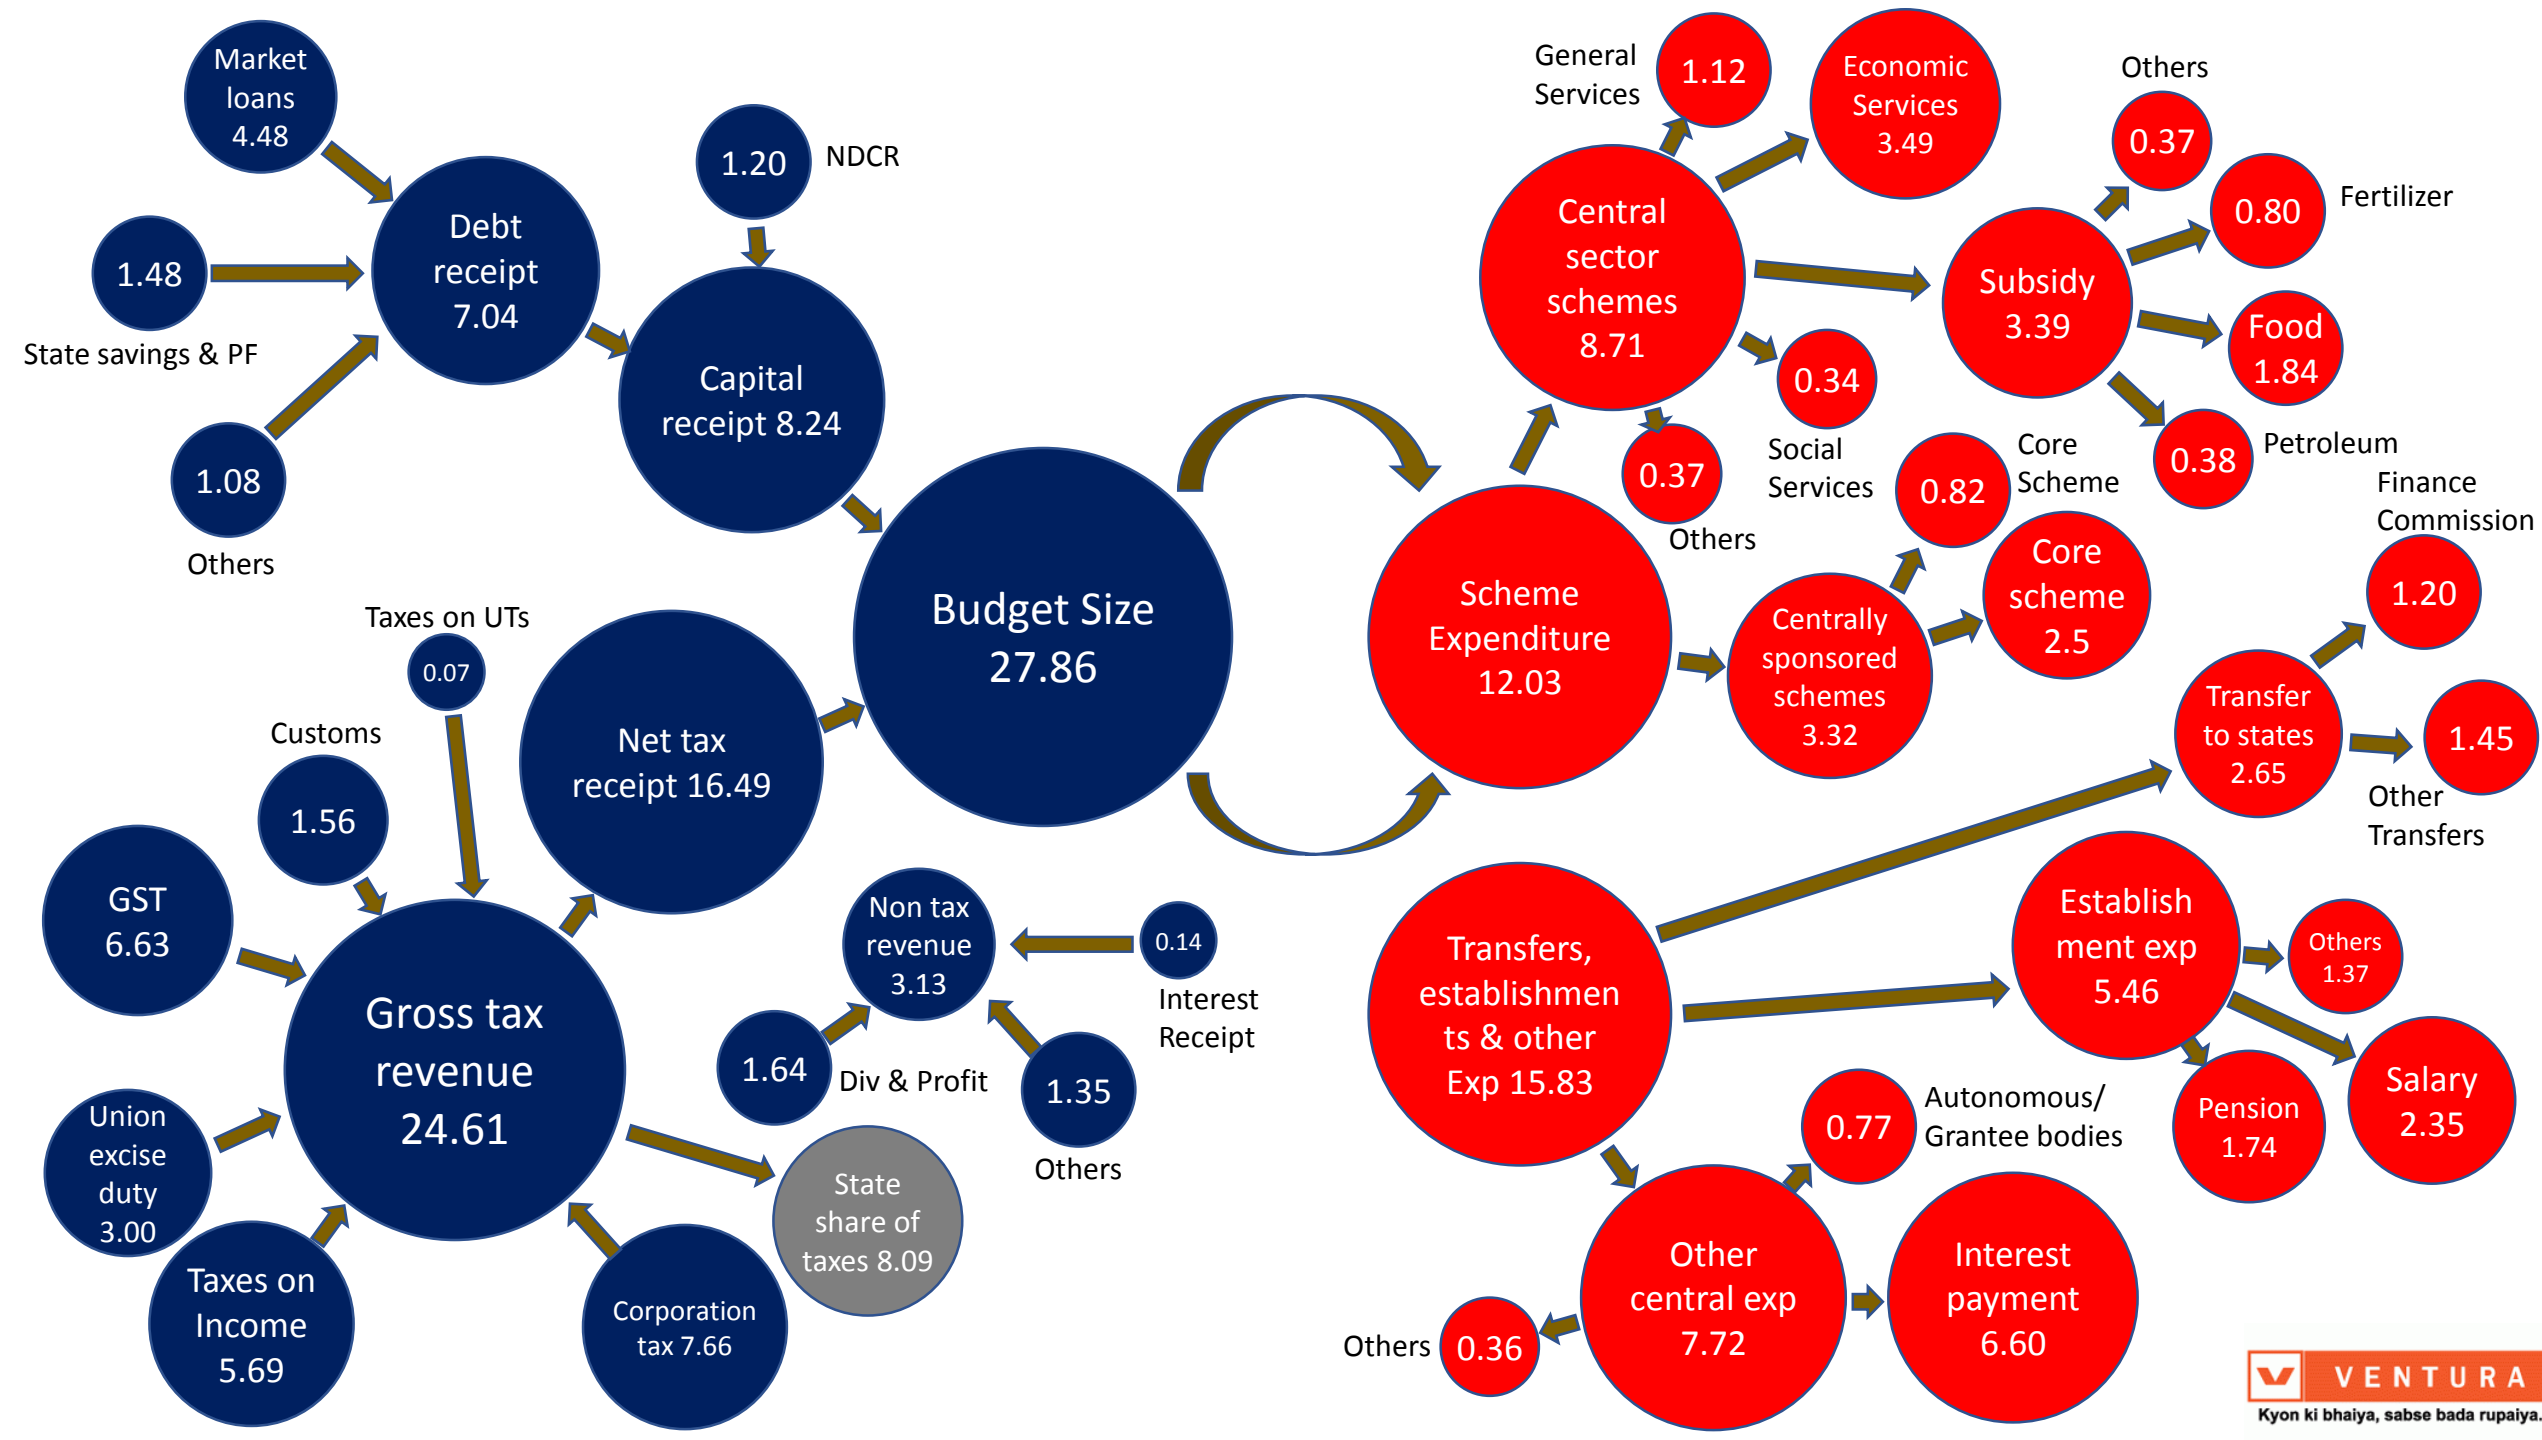 Market
loans
4.48
1.48
State savings & PF
1.08
Others
Debt
receipt
7.04
1.20
NDCR
Capital
receipt 8.24
Budget Size
27.86
Taxes on UTs
0.07
Customs
1.56
GST
6.63
Union
excise
duty
3.00
Taxes on
Income
5.69
Corporation
tax 7.66
Gross tax
revenue
24.61
Net tax
receipt 16.49
State
share of
taxes 8.09
Non tax
revenue
3.13
0.14
Interest
Receipt
1.64
Div & Profit
1.35
Others
General
Services
1.12
Economic
Services
3.49
Central
sector
schemes
8.71
Others
0.37
0.80
Fertilizer
Subsidy
3.39
Food
1.84
0.38
Petroleum
0.34
Social
Services
0.37
Others
Scheme
Expenditure
12.03
0.82
Core
Scheme
Core
scheme
2.5
Centrally
sponsored
schemes
3.32
Finance
Commission
1.20
Transfer
to states
2.65
1.45
Other
Transfers
Transfers,
establishmen
ts & other
Exp 15.83
Establish
ment exp
5.46
Others
1.37
Salary
2.35
Pension
1.74
0.77
Autonomous/
Grantee bodies
Other
central exp
7.72
Interest
payment
6.60
Others
0.36
VENTURA
Kyon ki bhaiya, sabse bada rupaiya.